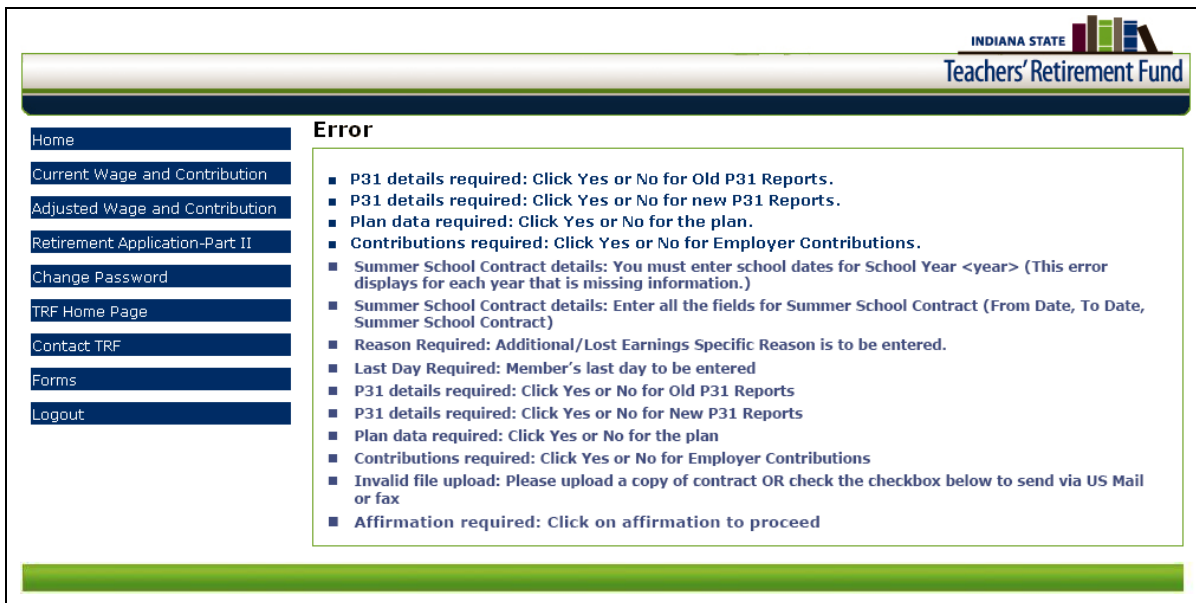 INDIANA STATE
Teachers' Retirement Fund
Home
Current Wage and Contribution
Adjusted Wage and Contribution
Retirement Application-Part II
Change Password
TRF Home Page
Contact TRF
Forms
Logout
Error
P31 details required: Click Yes or No for Old P31 Reports.
P31 details required: Click Yes or No for new P31 Reports.
Plan data required: Click Yes or No for the plan.
Contributions required: Click Yes or No for Employer Contributions.
Summer School Contract details: You must enter school dates for School Year <year> (This error
displays for each year that is missing information.)
Summer School Contract details: Enter all the fields for Summer School Contract (From Date, To Date,
Summer School Contract)
Reason Required: Additional/Lost Earnings Specific Reason is to be entered.
Last Day Required: Member's last day to be entered
P31 details required: Click Yes or No for Old P31 Reports
P31 details required: Click Yes or No for New P31 Reports
Plan data required: Click Yes or No for the plan
Contributions required: Click Yes or No for Employer Contributions
Invalid file upload: Please upload a copy of contract OR check the checkbox below to send via US Mail
or fax
Affirmation required: Click on affirmation to proceed